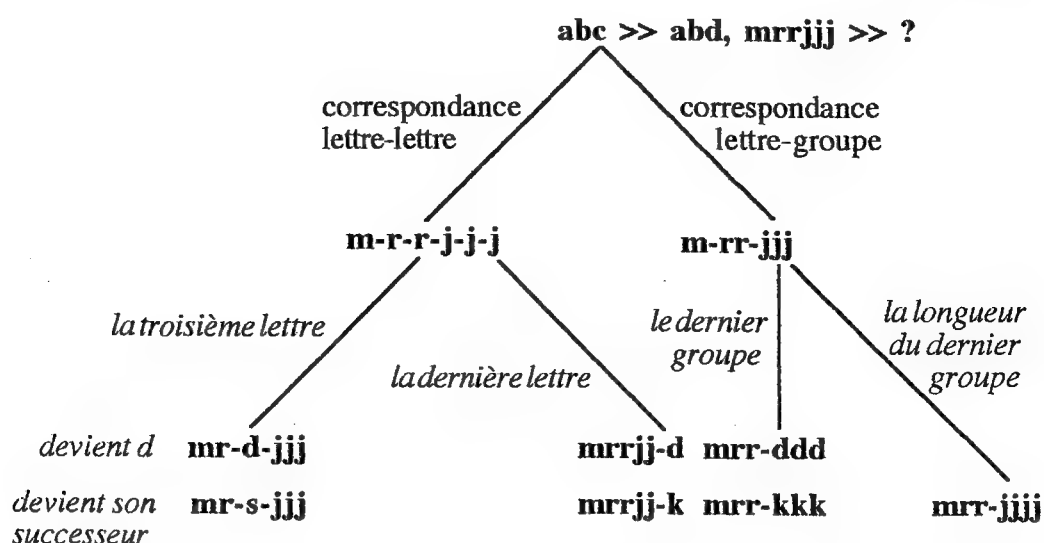 abc >> abd, mrrjjj >> ?
correspondance
lettre-lettre
correspondance
lettre-groupe
m-r-r-j-j-j
m-rr-jjj
la troisième lettre
la dernière lettre
le dernier
groupe
la longueur
du dernier
groupe
devient d mr-d-jjj mrrjj-d mrr-ddd
devient son mr-s-jjj mrrjj-k mrr-kkk mrr-jjjj
successeur